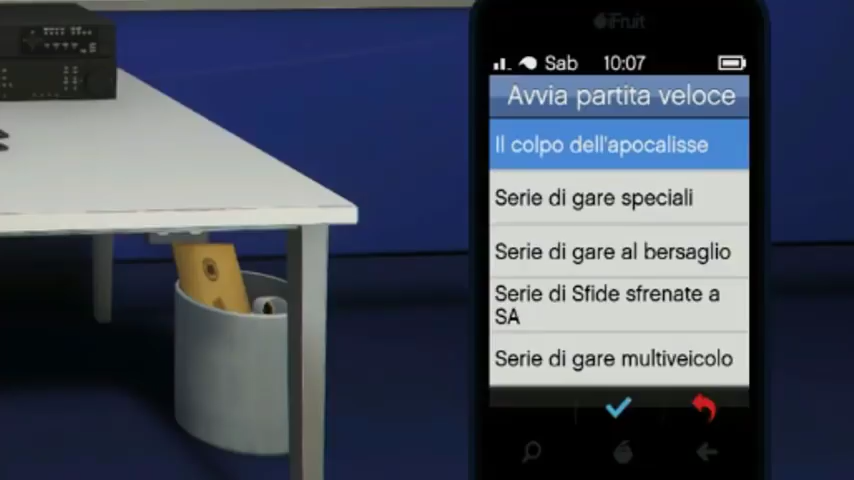 iFruit
Sab 10:07
Avvia partita veloce
Il colpo dell'apocalisse
Serie di gare speciali
Serie di gare al bersaglio
Serie di Sfide sfrenate a
SA
Serie di gare multiveicolo